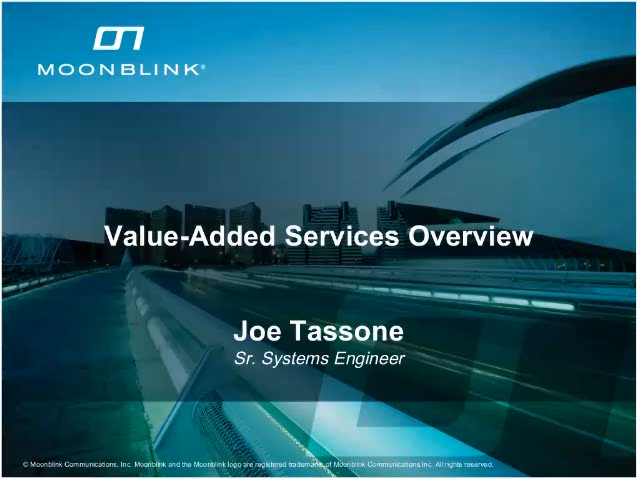 MOONBLINK®
Value-Added Services Overview
Joe Tassone
Sr. Systems Engineer
© Moonblink Communications, Inc. Moonblink and the Moonblink logo are registered trademarks of Moonblink Communications Inc. All rights reserved.